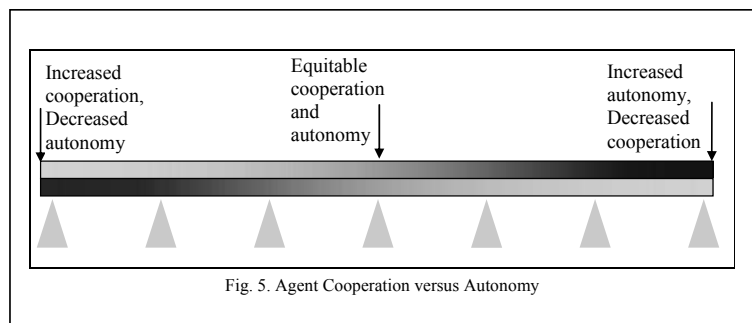 Increased
cooperation,
Decreased
autonomy
Equitable
cooperation
and
autonomy
Increased
autonomy,
Decreased
cooperation
Fig. 5. Agent Cooperation versus Autonomy